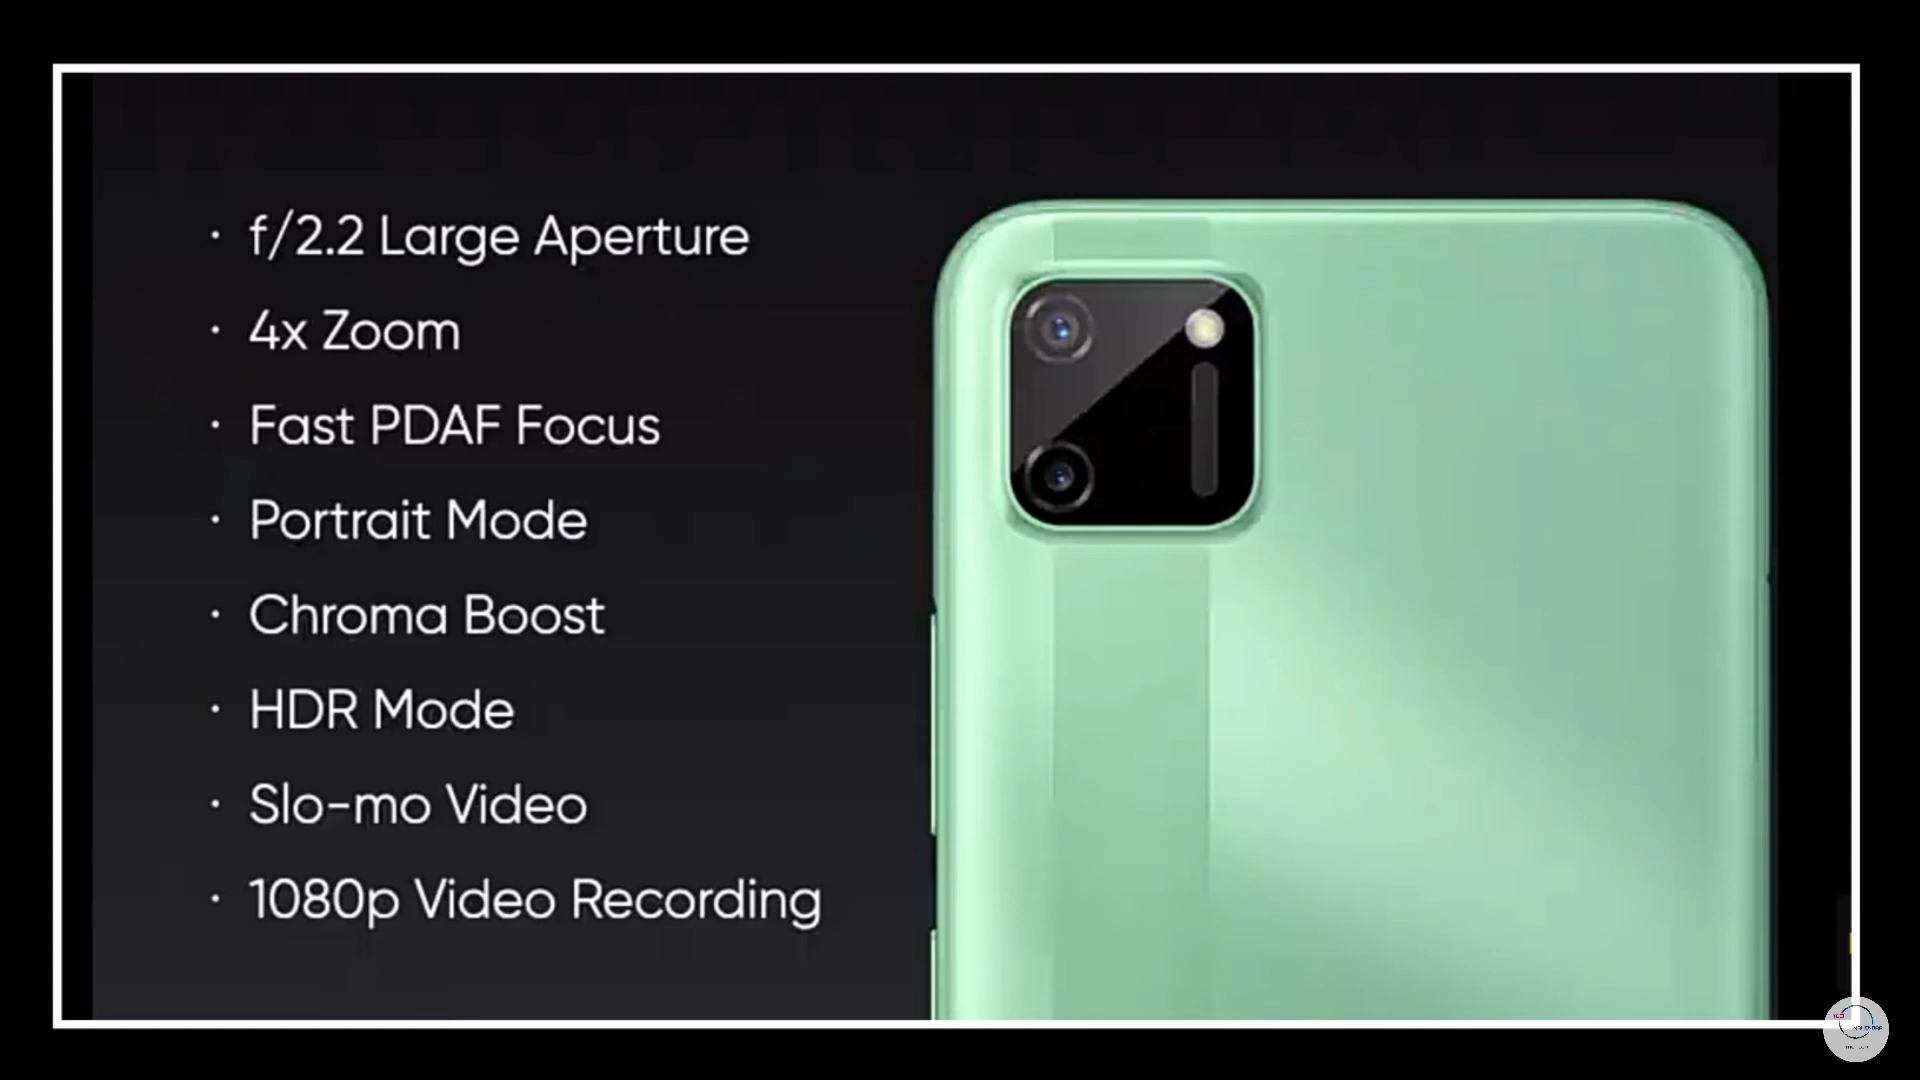 · f/2.2 Large Aperture
· 4x Zoom
· Fast PDAF Focus
· Portrait Mode
· Chroma Boost
· HDR Mode
· Slo-mo Video
· 1080p Video Recording